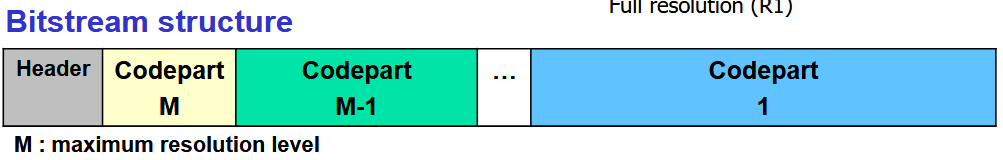 Full resolution (R1)
Bitstream structure
Header
Codepart
M
Codepart
M-1
...
Codepart
1
M : maximum resolution level